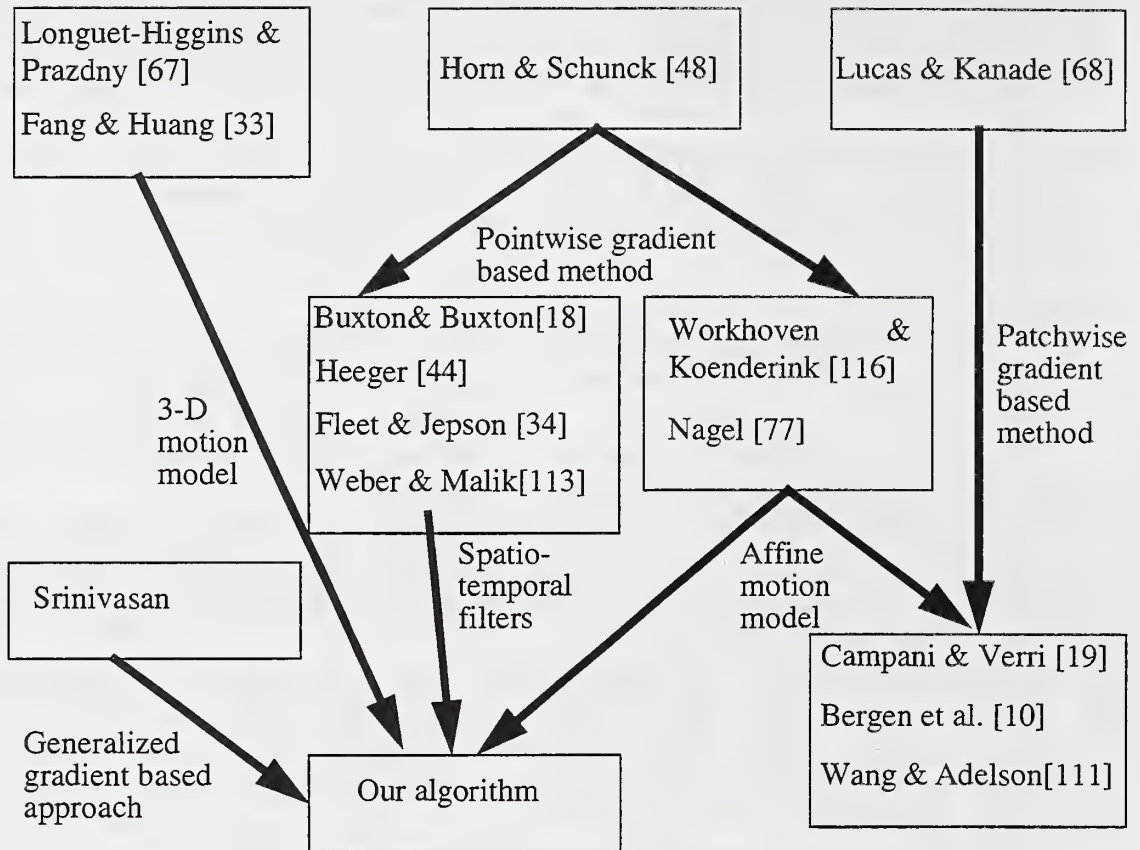 Longuet-Higgins &
Prazdny [67]
Fang & Huang [33]
Horn & Schunck [48]
Lucas & Kanade [68]
Pointwise gradient
based method
Buxton& Buxton[18]
Heeger [44]
Fleet & Jepson [34]
Weber & Malik[113]
Workhoven &
Koenderink [116]
Nagel [77]
Patchwise
gradient
based
method
3-D
motion
model
Spatio-
temporal
filters
Affine
motion
model
Srinivasan
Campani & Verri [19]
Bergen et al. [10]
Wang & Adelson[111]
Generalized
gradient based
approach
Our algorithm